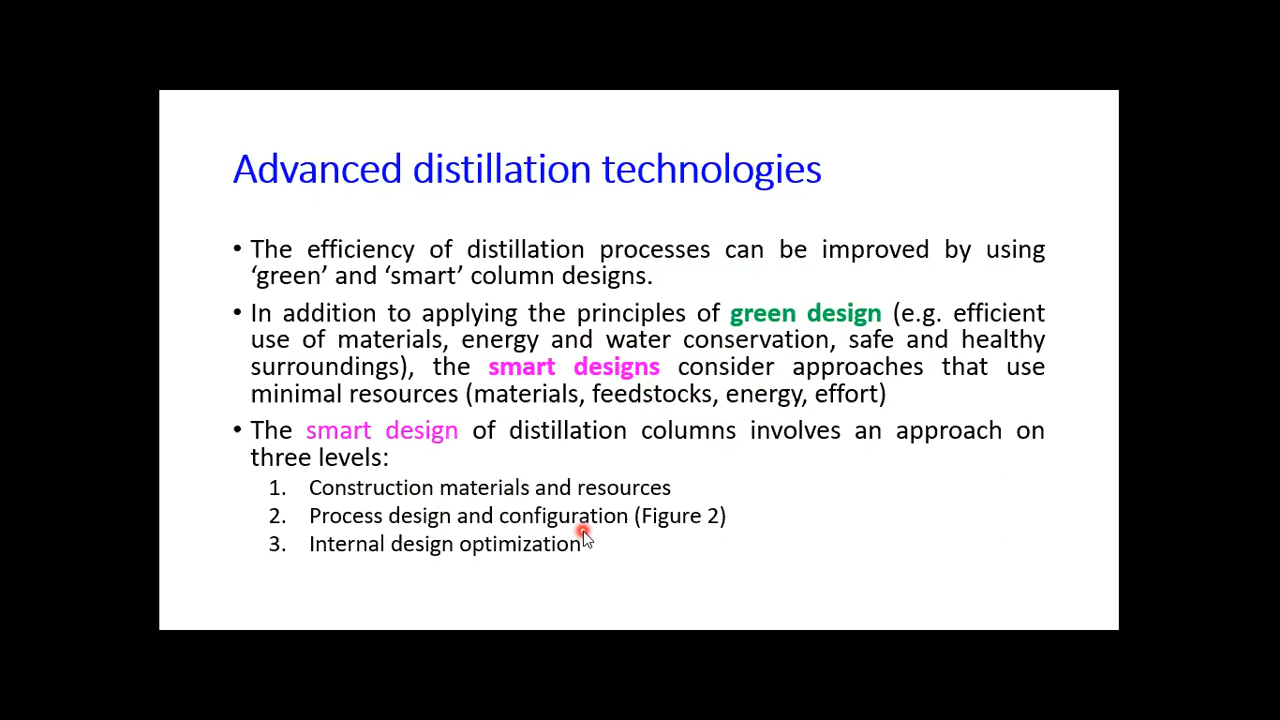 Advanced distillation technologies
• The efficiency of distillation processes can be improved by using
‘green’ and ‘smart’ column designs.
• In addition to applying the principles of green design (e.g. efficient
use of materials, energy and water conservation, safe and healthy
surroundings), the smart designs consider approaches that use
minimal resources (materials, feedstocks, energy, effort)
• The smart design of distillation columns involves an approach on
three levels:
1. Construction materials and resources
2. Process design and configuration (Figure 2)
3. Internal design optimization